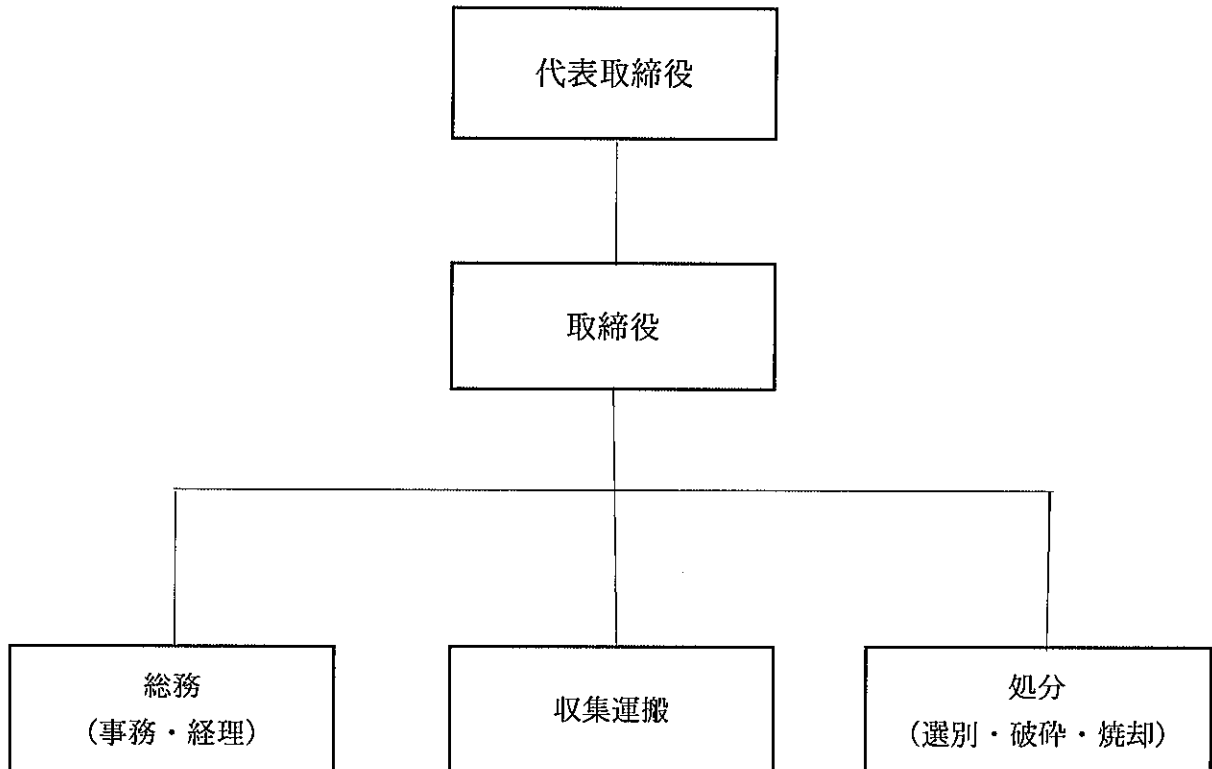 代表取締役
取締役
総務
(事務・経理)
収集運搬
処分
(選別・破砕・焼却)